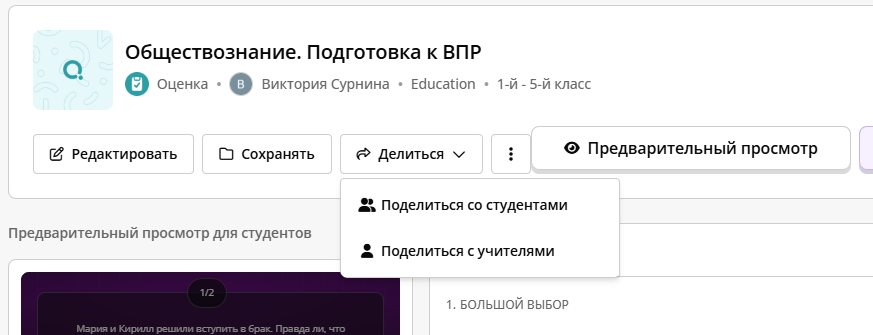 Обществознание. Подготовка к ВПР
Оценка • В Виктория Сурнина • Education • 1-й - 5-й класс
Редактировать Сохранять Делиться Предварительный просмотр
Поделиться со студентами
Предварительный просмотр для студентов
Поделиться с учителями
1/2
1. БОЛЬШОЙ ВЫБОР
Мария и Кирилл решили вступить в брак. Правда ли, что